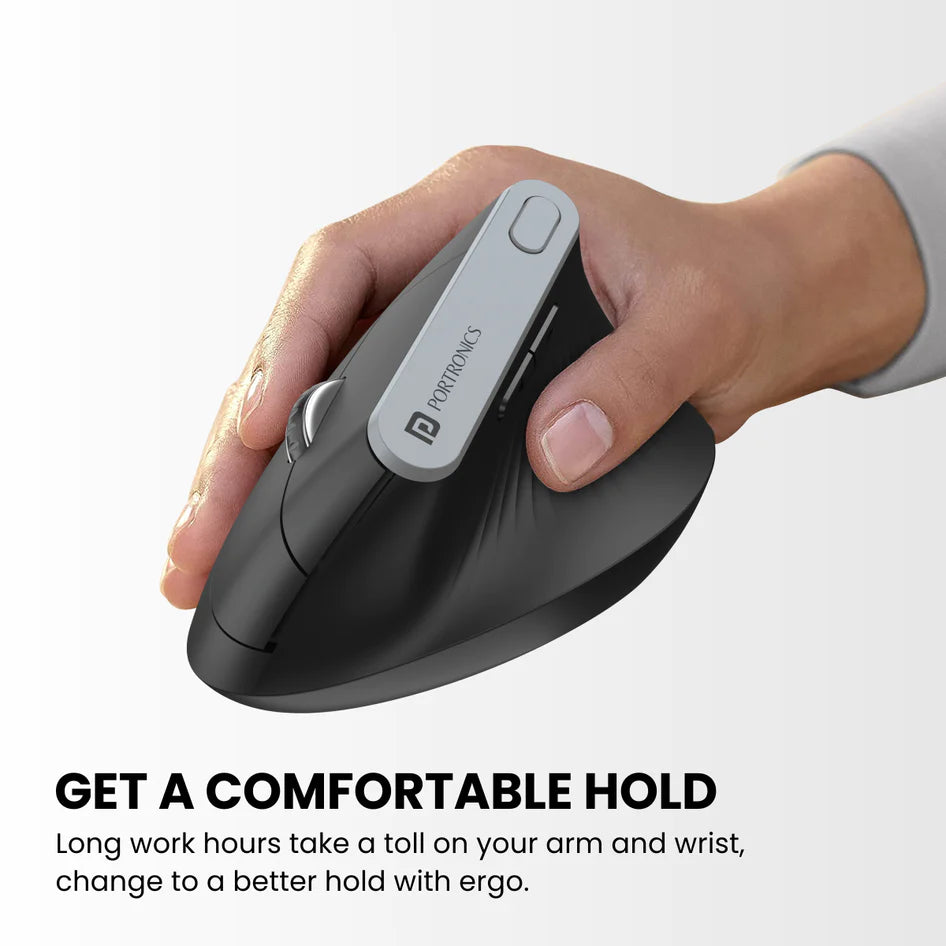 PORTRONICS
GET A COMFORTABLE HOLD
Long work hours take a toll on your arm and wrist,
change to a better hold with ergo.